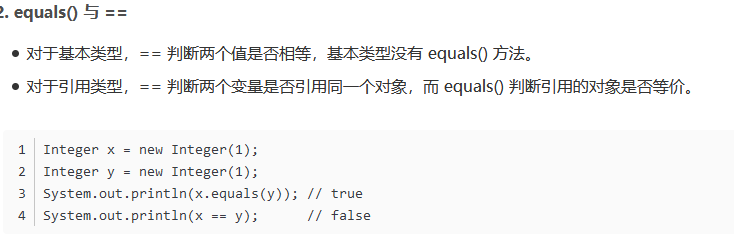 2. equals() 与 ==
● 对于基本类型，== 判断两个值是否相等，基本类型没有 equals() 方法。
● 对于引用类型，== 判断两个变量是否引用同一个对象，而 equals() 判断引用的对象是否等价。
1 Integer x = new Integer(1);
2 Integer y = new Integer(1);
3 System.out.println(x.equals(y)); // true
4 System.out.println(x == y);      // false